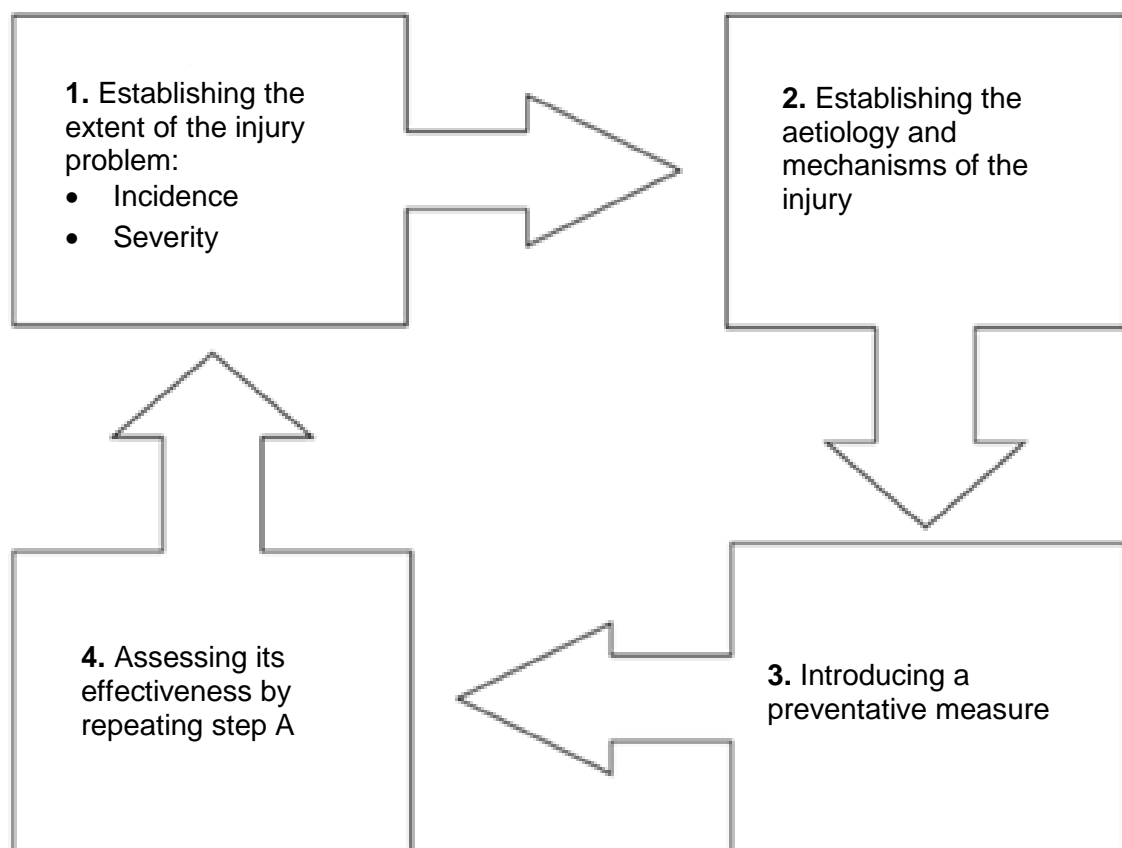 1. Establishing the
extent of the injury
problem:
• Incidence
• Severity
2. Establishing the
aetiology and
mechanisms of the
injury
3. Introducing a
preventative measure
4. Assessing its
effectiveness by
repeating step A